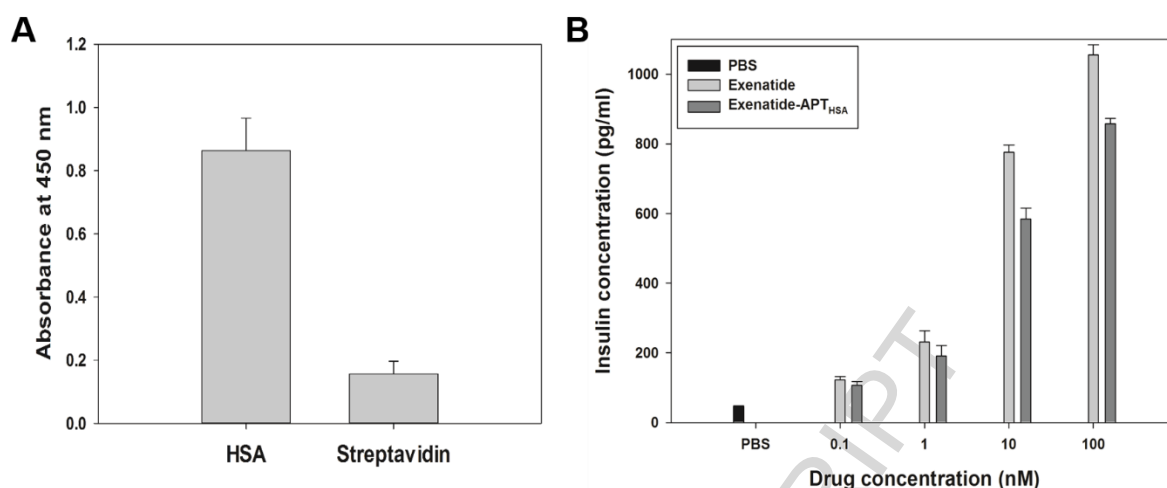 A
Absorbance at 450 nm
1.2
1.0
0.8
0.6
0.4
0.2
0.0
HSA Streptavidin
B
Insulin concentration (pg/ml)
1000
800
600
400
200
0
PBS
Exenatide
Exenatide-APTHSA
PBS 0.1 1 10 100
Drug concentration (nM)
RIPT